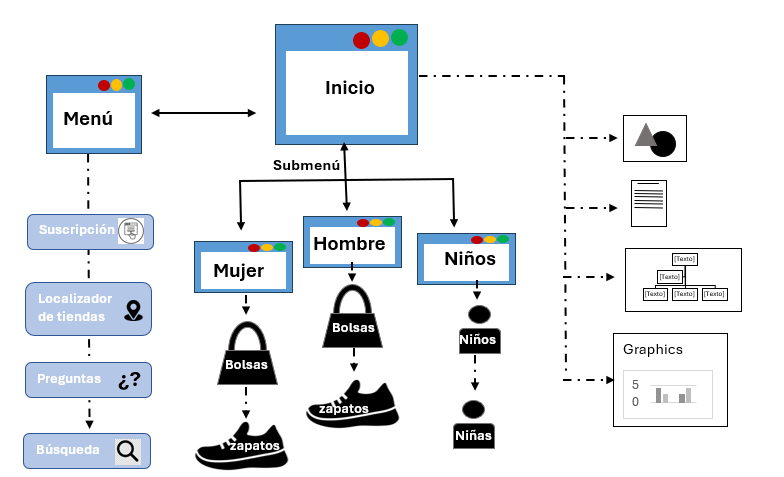 Inicio
Menú
Submenú
Suscripción
Localizador
de tiendas
Preguntas
¿?
Búsqueda
Mujer
Bolsas
zapatos
Hombre
Bolsas
zapatos
Niños
Niños
Niñas
[Texto]
[Texto]
[Texto] [Texto] [Texto]
Graphics
5
0